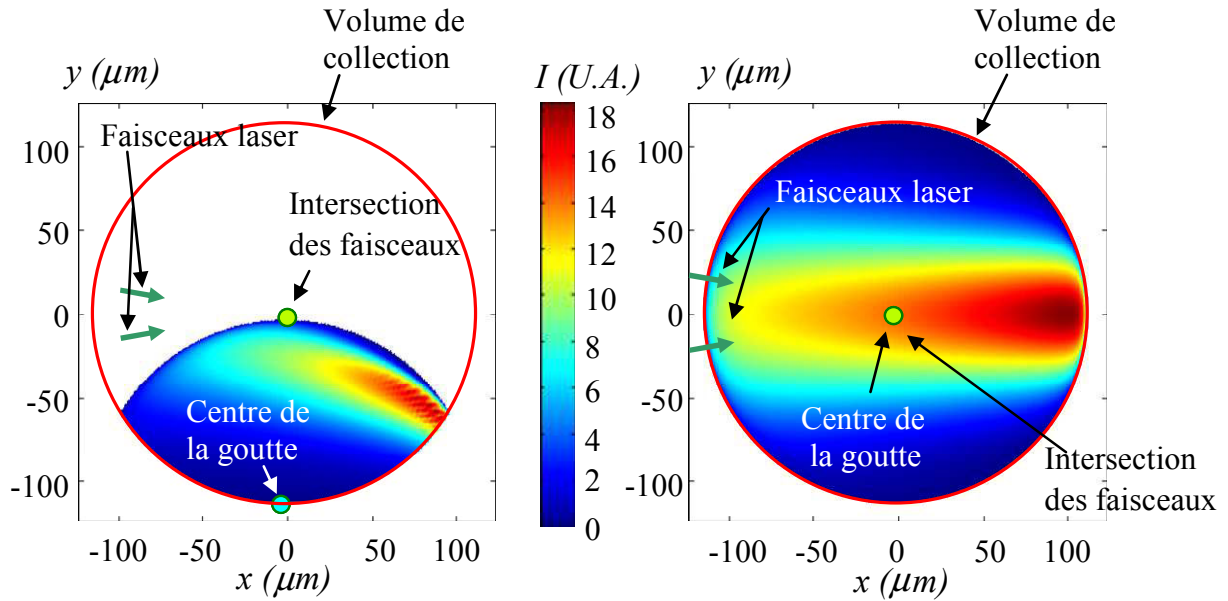 Volume de
collection
y (μm)
Faisceaux laser
Intersection
des faisceaux
Centre de
la goutte
100
50
0
-50
-100
-100
-50
0
50
100
x (μm)
I (U.A.)
18
16
14
12
10
8
6
4
2
0
Volume de
collection
y (μm)
Faisceaux laser
Centre de
la goutte
Intersection
des faisceaux
100
50
0
-50
-100
-100
-50
0
50
100
x (μm)